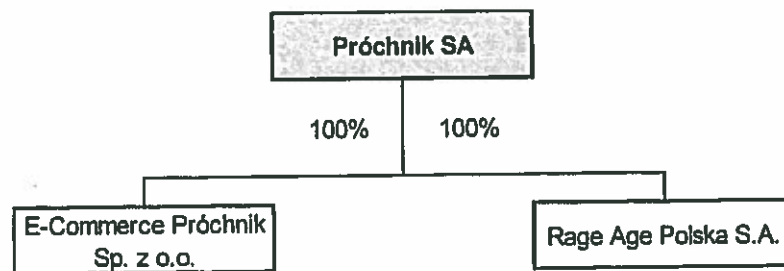 Próchnik SA
100% 100%
E-Commerce Próchnik
Sp. z o.o.
Rage Age Polska S.A.